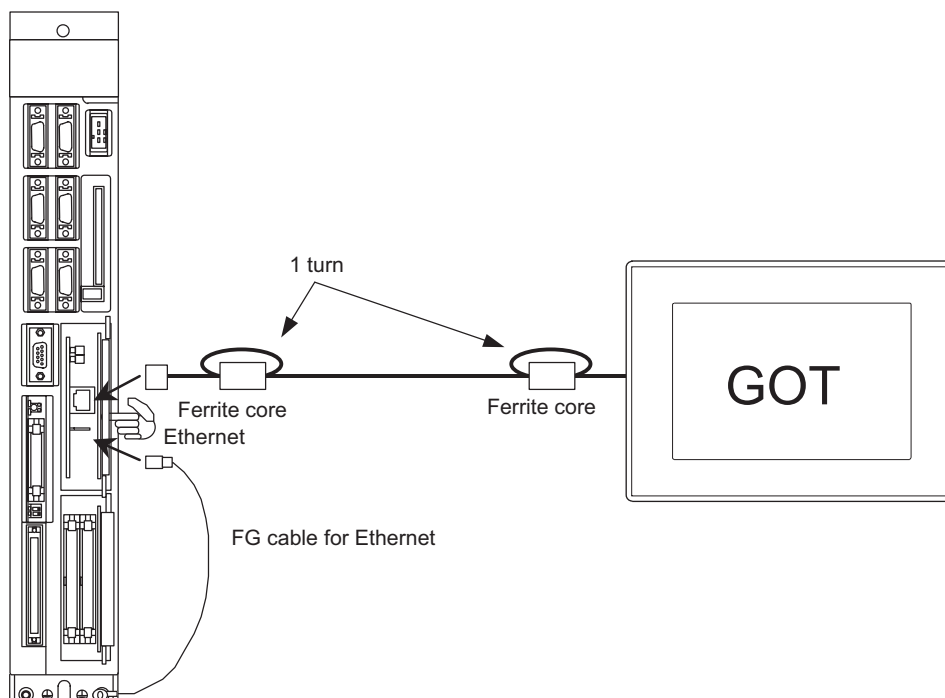 1 turn
GOT
Ferrite core
Ferrite core
Ethernet
FG cable for Ethernet